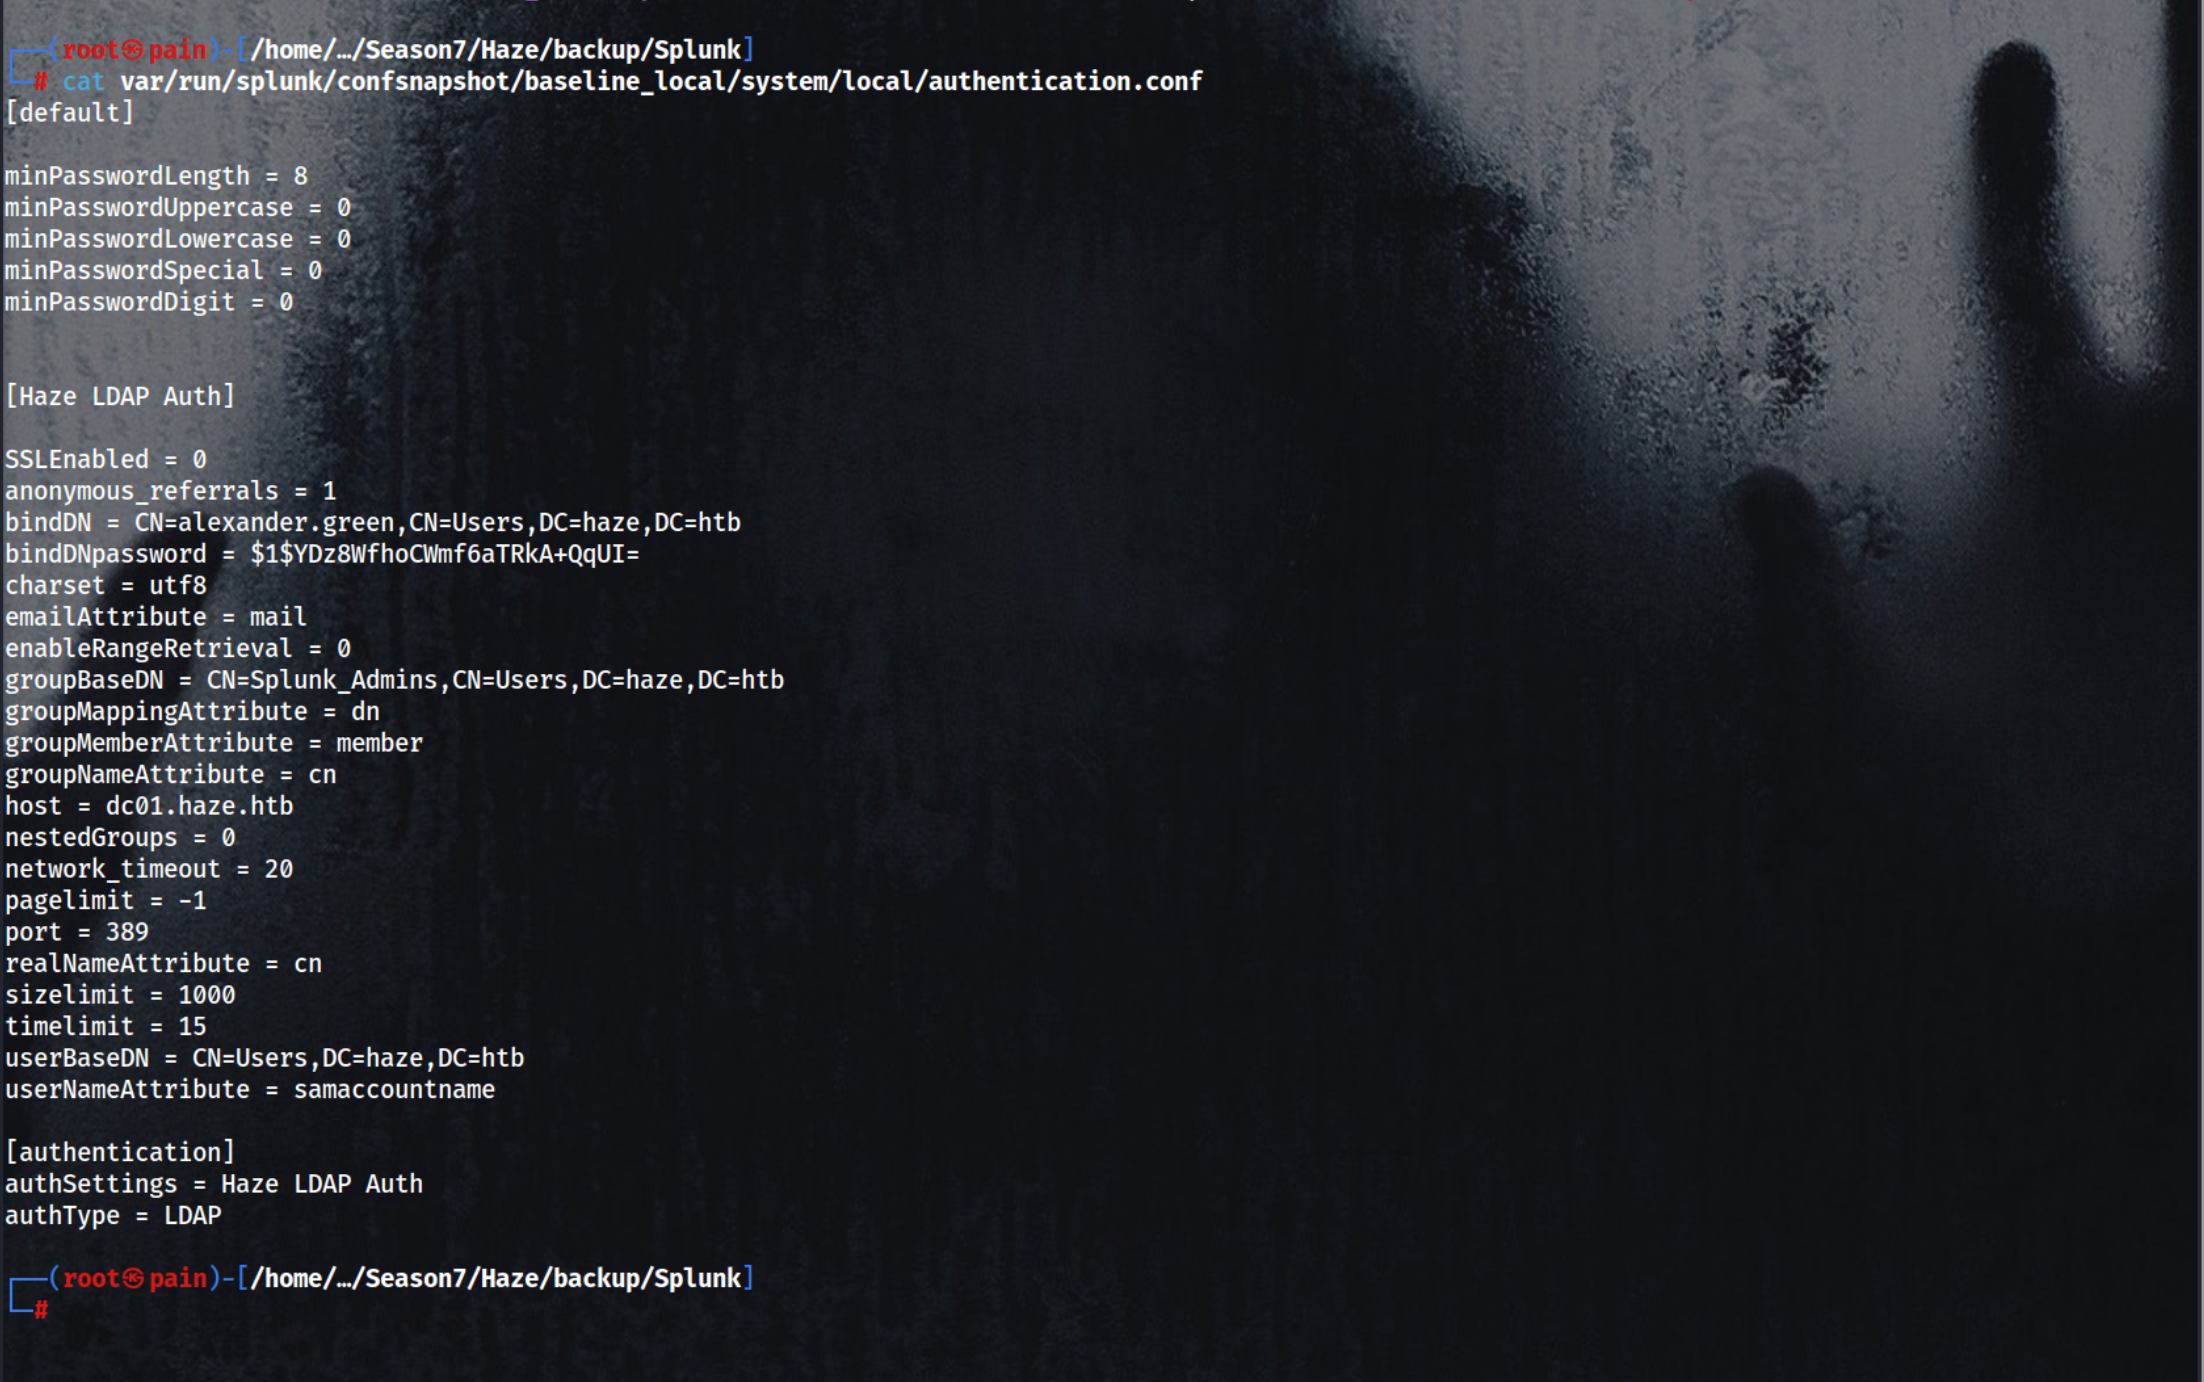 ┌──(root㉿pain)-[/home/…/Season7/Haze/backup/Splunk]
└─# cat var/run/splunk/confsnapshot/baseline_local/system/local/authentication.conf
[default]
minPasswordLength = 8
minPasswordUppercase = 0
minPasswordLowercase = 0
minPasswordSpecial = 0
minPasswordDigit = 0
[Haze LDAP Auth]
SSLEnabled = 0
anonymous_referrals = 1
bindDN = CN=alexander.green,CN=Users,DC=haze,DC=htb
bindDNpassword = $1$YDz8WfhoCWmf6aTRkA+QqUI=
charset = utf8
emailAttribute = mail
enableRangeRetrieval = 0
groupBaseDN = CN=Splunk_Admins,CN=Users,DC=haze,DC=htb
groupMappingAttribute = dn
groupMemberAttribute = member
groupNameAttribute = cn
host = dc01.haze.htb
nestedGroups = 0
network_timeout = 20
pagelimit = -1
port = 389
realNameAttribute = cn
sizelimit = 1000
timelimit = 15
userBaseDN = CN=Users,DC=haze,DC=htb
userNameAttribute = samaccountname
[authentication]
authSettings = Haze LDAP Auth
authType = LDAP
┌──(root㉿pain)-[/home/…/Season7/Haze/backup/Splunk]
└─#